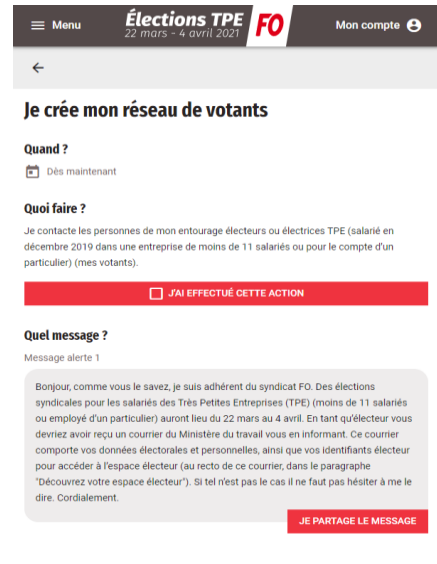 Menu
Élections TPE
22 mars - 4 avril 2021
FO
Mon compte
Je crée mon réseau de votants
Quand ?
Dès maintenant
Quoi faire ?
Je contacte les personnes de mon entourage électeurs ou électrices TPE (salarié en
décembre 2019 dans une entreprise de moins de 11 salariés ou pour le compte d'un
particulier) (mes votants).
J'AI EFFECTUÉ CETTE ACTION
Quel message ?
Message alerte 1
Bonjour, comme vous le savez, je suis adhérent du syndicat FO. Des élections
syndicales pour les salariés des Très Petites Entreprises (TPE) (moins de 11 salariés
ou employé d'un particulier) auront lieu du 22 mars au 4 avril. En tant qu'électeur vous
devriez avoir reçu un courrier du Ministère du travail vous en informant. Ce courrier
comporte vos données électorales et personnelles, ainsi que vos identifiants électeur
pour accéder à l'espace électeur (au recto de ce courrier, dans le paragraphe
"Découvrez votre espace électeur"). Si tel n'est pas le cas il ne faut pas hésiter à me le
dire. Cordialement.
JE PARTAGE LE MESSAGE